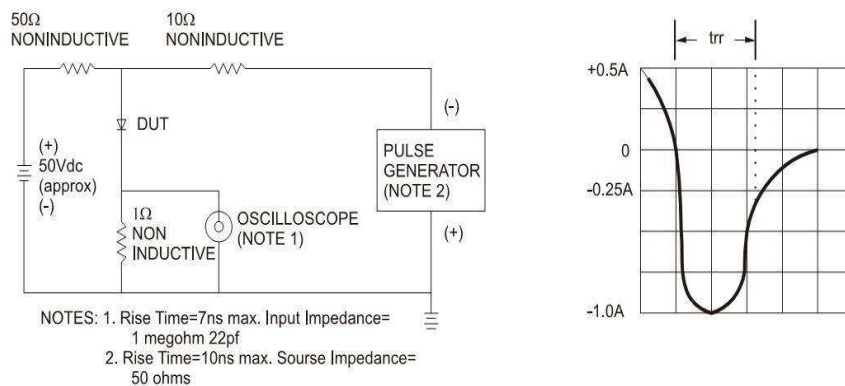 50Ω
NONINDUCTIVE
10Ω
NONINDUCTIVE
DUT
(+)
50Vdc
(approx)
(-)
1Ω
NON
INDUCTIVE
OSCILLOSCOPE
(NOTE 1)
(-)
PULSE
GENERATOR
(NOTE 2)
(+)
NOTES: 1. Rise Time=7ns max. Input Impedance=
1 megohm 22pf
2. Rise Time=10ns max. Sourse Impedance=
50 ohms
trr
+0.5A
0
-0.25A
-1.0A